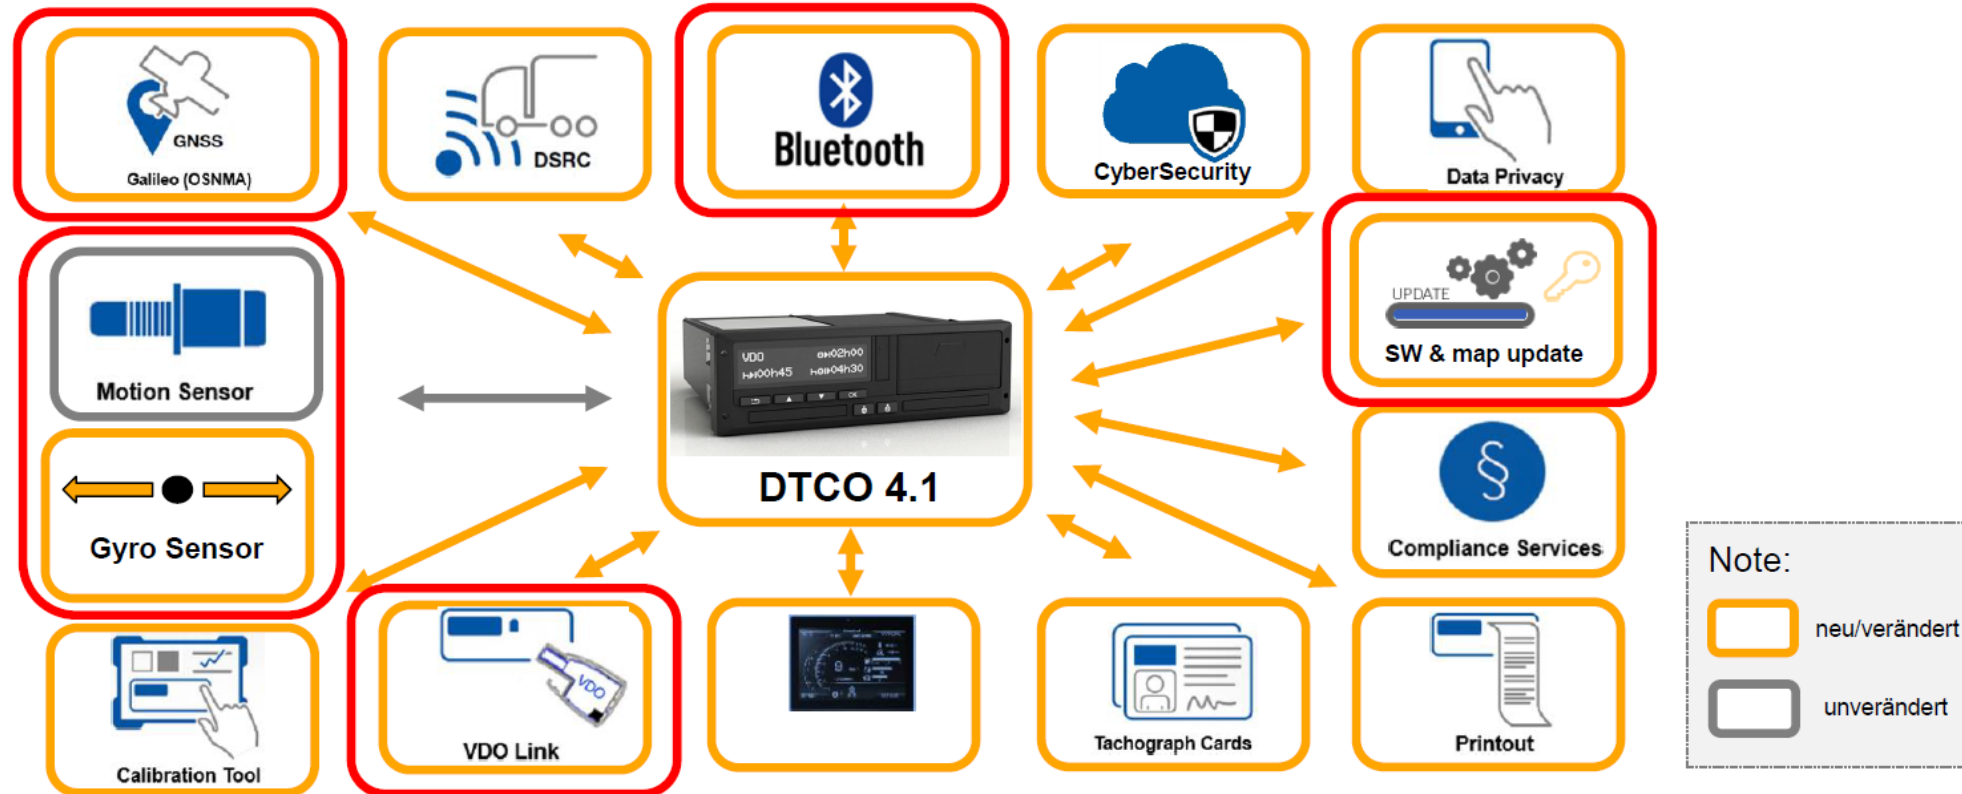 GNSS
Galileo (OSNMA)
DSRC
Bluetooth
CyberSecurity
Data Privacy
Motion Sensor
UPDATE
SW & map update
VDO
02h00
00h45
04h30
OK
DTCO 4.1
Gyro Sensor
§
Compliance Services
Note:
neu/verändert
unverändert
Calibration Tool
VDO
VDO Link
Tachograph Cards
Printout